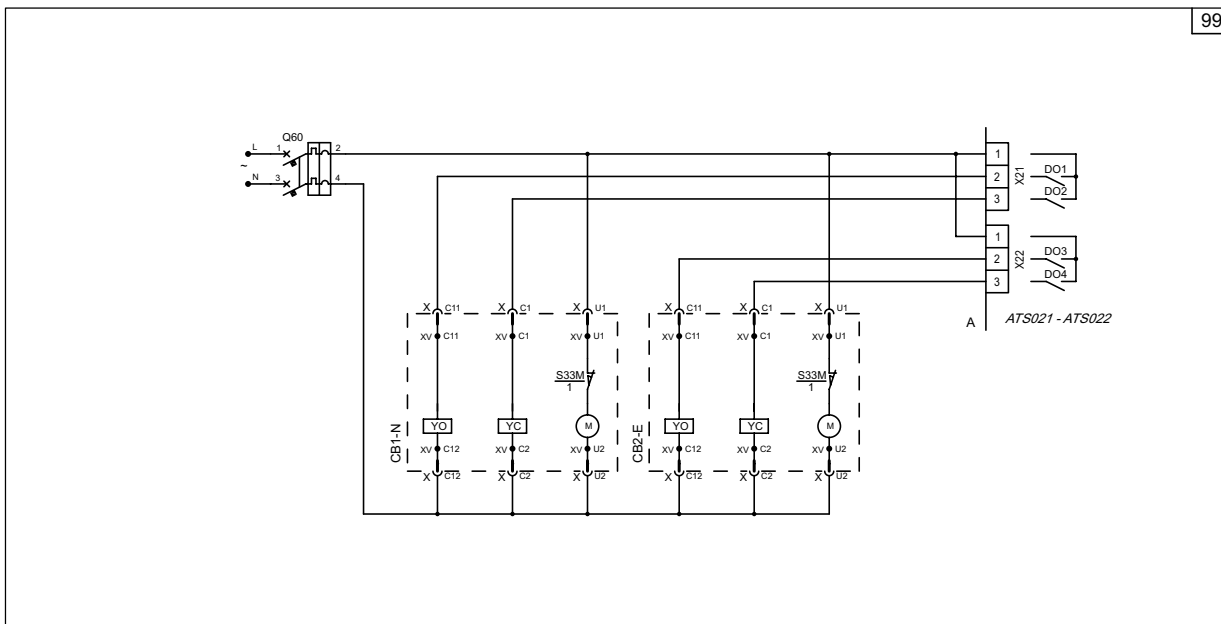 99
Q60
L 1 2
~
N 3 4
1
2 DO1
X21
3 DO2
1
2 DO3
X22
3 DO4
A ATS021 - ATS022
X C11 X C1 X U1 X C11 X C1 X U1
XV C11 XV C1 XV U1 XV C11 XV C1 XV U1
S33M S33M
1 1
YO YC M YO YC M
CB1-N CB2-E
XV C12 XV C2 XV U2 XV C12 XV C2 XV U2
X C12 X C2 X U2 X C12 X C2 X U2